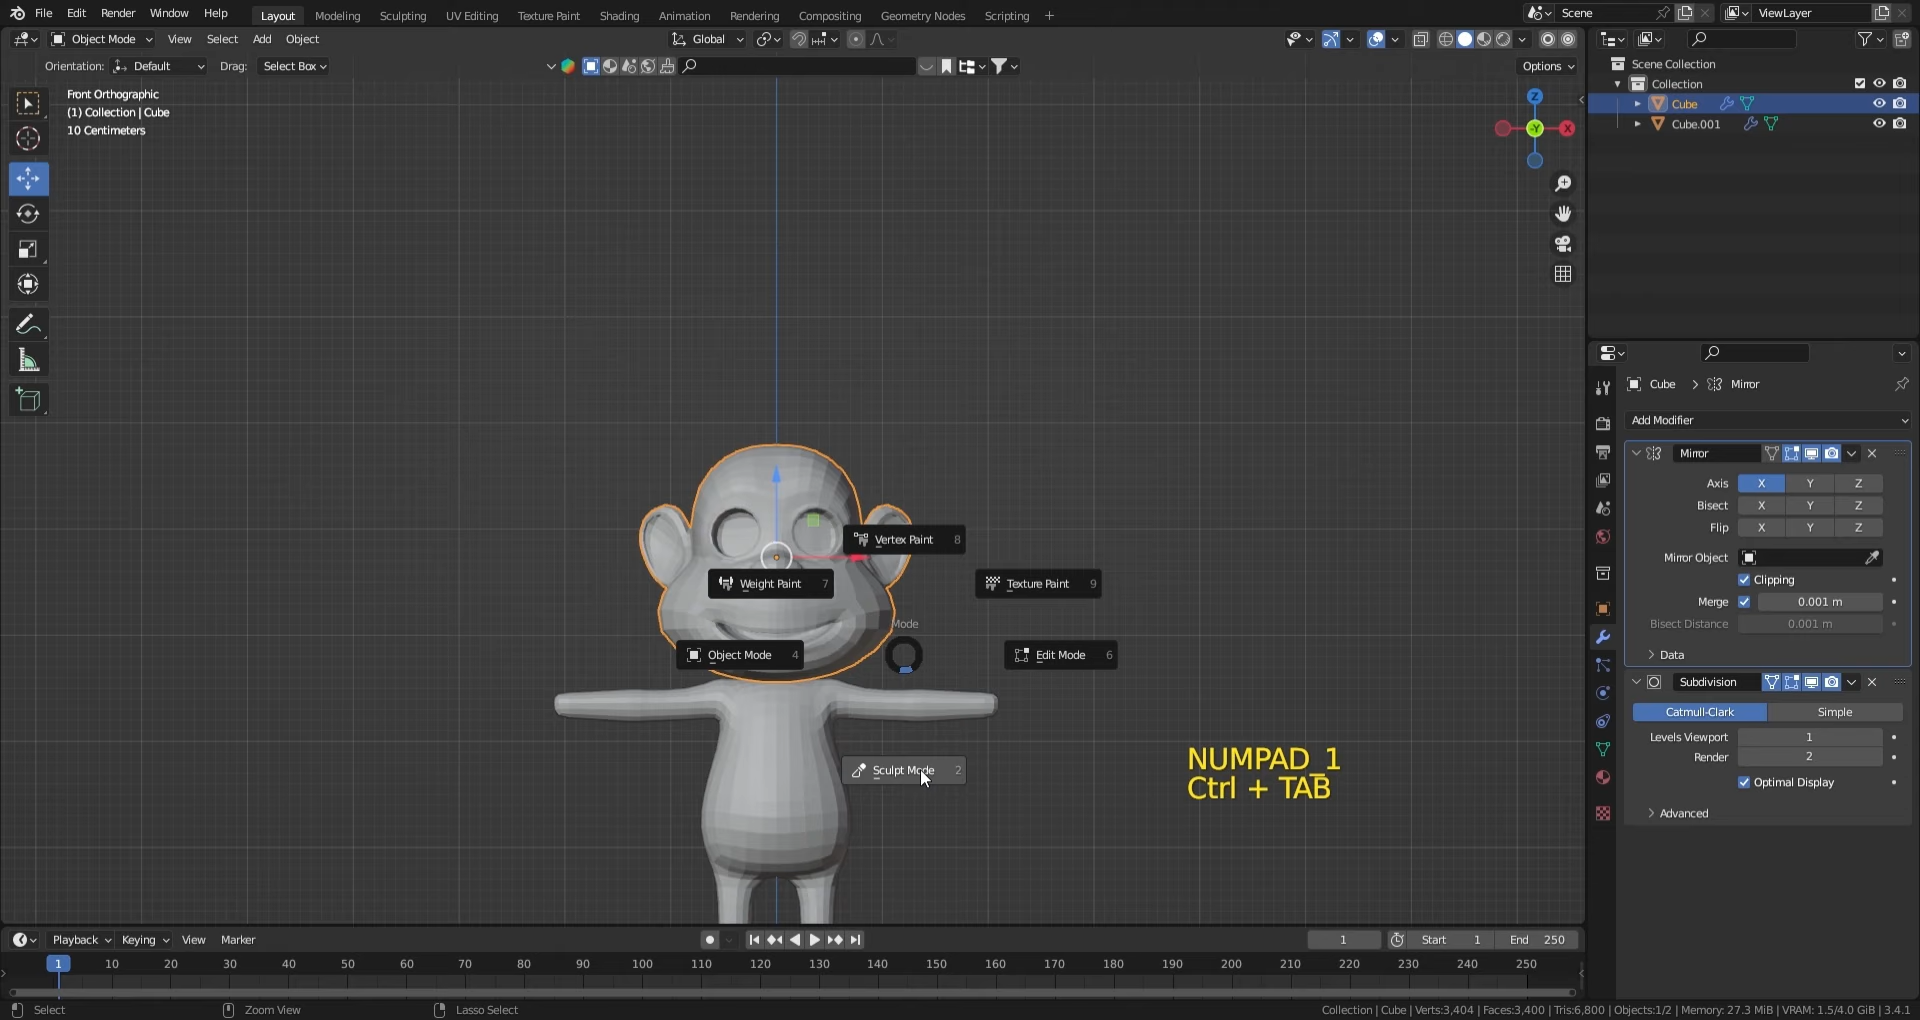 File Edit Render Window Help Layout Modeling Sculpting UV Editing Texture Paint Shading Animation Rendering Compositing Geometry Nodes Scripting + Scene ViewLayer
Object Mode View Select Add Object Global
Orientation: Default Drag: Select Box Options
Front Orthographic
(1) Collection | Cube
10 Centimeters
Z
-Y
X
Scene Collection
Collection
Cube
Cube.001
Cube > Mirror
Add Modifier
Mirror
Axis X Y Z
Bisect X Y Z
Flip X Y Z
Mirror Object
Clipping
Merge 0.001 m
Bisect Distance 0.001 m
Data
Subdivision
Catmull-Clark Simple
Levels Viewport 1
Render 2
Optimal Display
Advanced
Vertex Paint 8
Weight Paint 7
Texture Paint 9
Mode
Object Mode 4
Edit Mode 6
Sculpt Mode 2
NUMPAD_1
Ctrl + TAB
Playback Keying View Marker 1 Start 1 End 250
1 10 20 30 40 50 60 70 80 90 100 110 120 130 140 150 160 170 180 190 200 210 220 230 240 250
Select Zoom View Lasso Select Collection | Cube | Verts:3,404 | Faces:3,400 | Tris:6,800 | Objects:1/2 | Memory: 27.3 MiB | VRAM: 1.5/4.0 GiB | 3.4.1